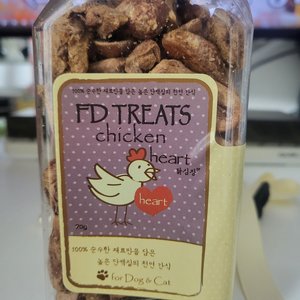 100% 순수한 재료만을 담은 높은 단백질의 천연 간식
FD TREATS
chicken
heart
닭심장
heart
70g
100% 순수한 재료만을 담은
높은 단백질의 천연 간식
for Dog & Cat